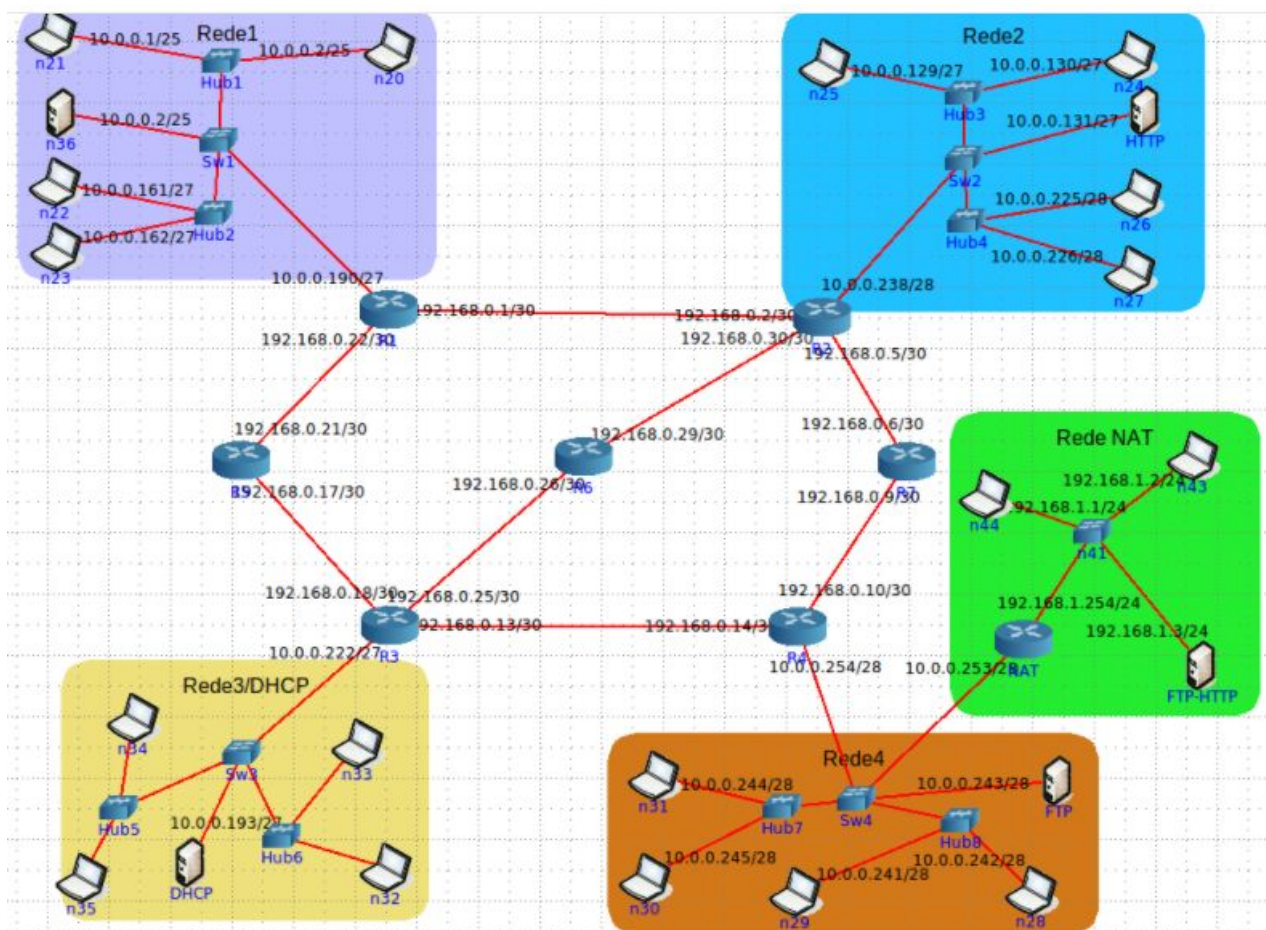 Rede1
10.0.0.1/25
10.0.0.2/25
n21
n20
Hub1
10.0.0.2/25
n36
Sw1
10.0.0.161/27
n22
Hub2
10.0.0.162/27
n23
10.0.0.190/27
Rede2
10.0.0.129/27
10.0.0.130/27
n25
n24
Hub3
10.0.0.131/27
HTTP
Sw2
10.0.0.225/28
n26
Hub4
10.0.0.226/28
n27
10.0.0.238/28
192.168.0.1/30
192.168.0.2/30
R1
R2
192.168.0.22/30
192.168.0.30/30
192.168.0.5/30
192.168.0.21/30
192.168.0.29/30
192.168.0.6/30
R6
R7
192.168.0.17/30
192.168.0.26/30
192.168.0.9/30
Rede NAT
192.168.1.2/24
n43
192.168.1.1/24
n44
n41
192.168.1.254/24
192.168.1.3/24
NAT
FTP-HTTP
192.168.0.18/30
192.168.0.25/30
192.168.0.10/30
192.168.0.13/30
R3
R4
10.0.0.222/27
10.0.0.254/28
Rede3/DHCP
n34
n33
Sw3
Hub5
10.0.0.193/27
Hub6
n35
DHCP
n32
Rede4
10.0.0.244/28
10.0.0.243/28
n31
Hub7
Sw4
FTP
Hub8
10.0.0.245/28
10.0.0.241/28
10.0.0.242/28
n30
n29
n28